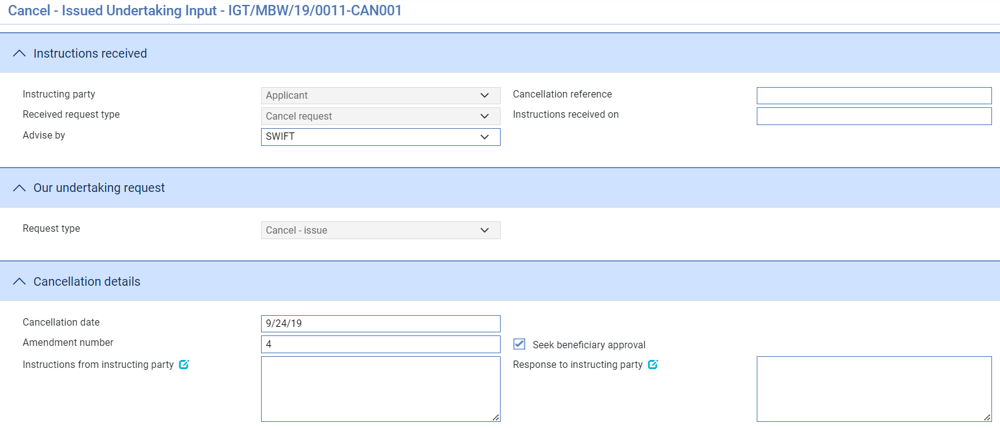 Cancel - Issued Undertaking Input - IGT/MBW/19/0011-CAN001
Instructions received
Instructing party Applicant Cancellation reference
Received request type Cancel request Instructions received on
Advise by SWIFT
Our undertaking request
Request type Cancel - issue
Cancellation details
Cancellation date 9/24/19
Amendment number 4 Seek beneficiary approval
Instructions from instructing party Response to instructing party